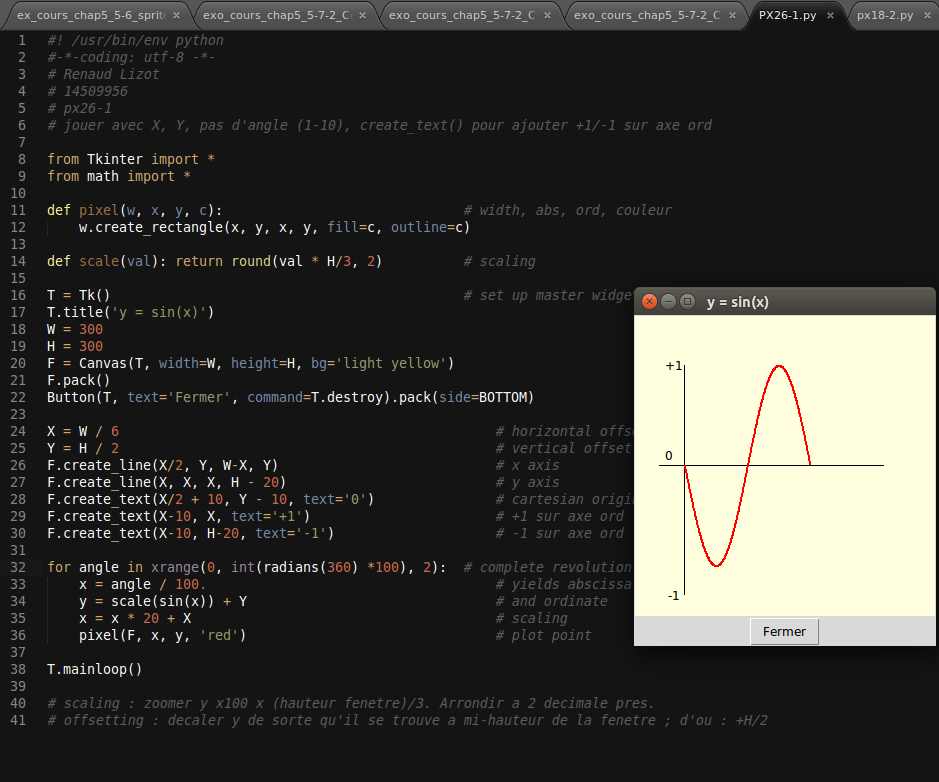 ex_cours_chap5_5-6_sprite exo_cours_chap5_5-7-2_C exo_cours_chap5_5-7-2_C exo_cours_chap5_5-7-2_C PX26-1.py px18-2.py
1 #! /usr/bin/env python
2 #-*-coding: utf-8 -*-
3 # Renaud Lizot
4 # 14509956
5 # px26-1
6 # jouer avec X, Y, pas d'angle (1-10), create_text() pour ajouter +1/-1 sur axe ord
7
8 from Tkinter import *
9 from math import *
10
11 def pixel(w, x, y, c): # width, abs, ord, couleur
12 w.create_rectangle(x, y, x, y, fill=c, outline=c)
13
14 def scale(val): return round(val * H/3, 2) # scaling
15
16 T = Tk() # set up master widge
17 T.title('y = sin(x)')
18 W = 300
19 H = 300
20 F = Canvas(T, width=W, height=H, bg='light yellow')
21 F.pack()
22 Button(T, text='Fermer', command=T.destroy).pack(side=BOTTOM)
23
24 X = W / 6 # horizontal offs
25 Y = H / 2 # vertical offset
26 F.create_line(X/2, Y, W-X, Y) # x axis
27 F.create_line(X, X, X, H - 20) # y axis
28 F.create_text(X/2 + 10, Y - 10, text='0') # cartesian origi
29 F.create_text(X-10, X, text='+1') # +1 sur axe ord
30 F.create_text(X-10, H-20, text='-1') # -1 sur axe ord
31
32 for angle in xrange(0, int(radians(360) *100), 2): # complete revolution
33 x = angle / 100. # yields abscissa
34 y = scale(sin(x)) + Y # and ordinate
35 x = x * 20 + X # scaling
36 pixel(F, x, y, 'red') # plot point
37
38 T.mainloop()
39
40 # scaling : zoomer y x100 x (hauteur fenetre)/3. Arrondir a 2 decimale pres.
41 # offsetting : decaler y de sorte qu'il se trouve a mi-hauteur de la fenetre ; d'ou : +H/2
y = sin(x)
+1
0
-1
Fermer